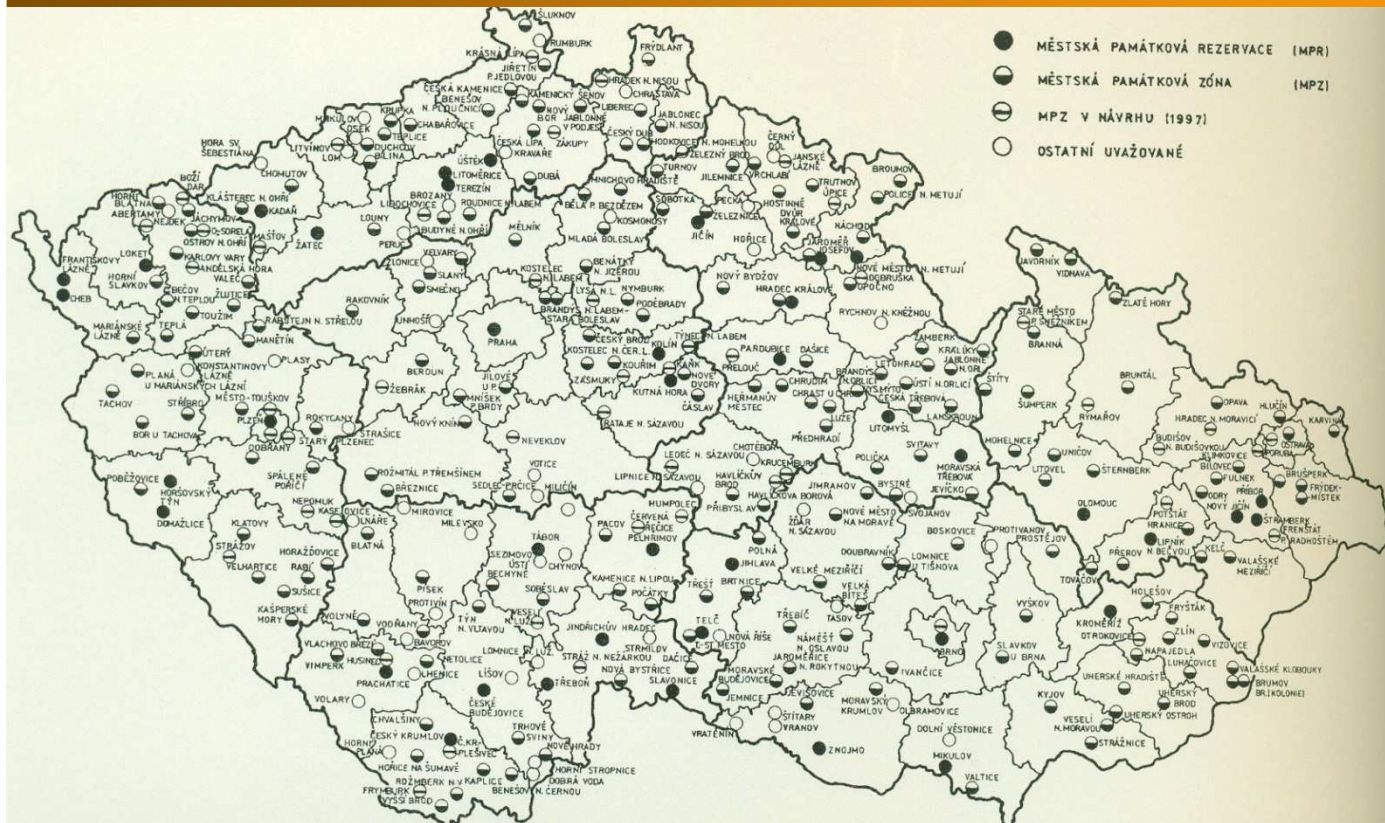 MĚSTSKÁ PAMÁTKOVÁ REZERVACE (MPR)
MĚSTSKÁ PAMÁTKOVÁ ZÓNA (MPZ)
MPZ V NÁVRHU (1997)
OSTATNÍ UVAŽOVANÉ
ŠLUKNOV
RUMBURK
KRÁSNÁ LÍPA
JIŘETÍN
P. JEDLOVOU
FRÝDLANT
HRÁDEK N. NISOU
CHRASTAVA
ČESKÁ KAMENICE
KAMENICKÝ ŠENOV
BENEŠOV
N. PLOUČNICÍ
NOVÝ
BOR
JABLONNÉ
V PODJEŠT.
LIBEREC
JABLONEC
N. NISOU
MIKULOV
OSEK
KRUPKA
CHABAŘOVICE
TEPLICE
DUCHCOV
BÍLINA
LITVÍNOV
LOM
HORA SV.
ŠEBESTIÁNA
CHOMUTOV
ČESKÁ LÍPA
ZÁKUPY
KRAVAŘE
ČESKÝ DUB
HODKOVICE N. MOHELKOU
ŽELEZNÝ BROD
ČERNÝ
DŮL
JANSKÉ
LÁZNĚ
VRCHLABÍ
JILEMNICE
TURNOV
ÚŠTĚK
LITOMĚŘICE
TEREZÍN
DUBÁ
MNICHOVO HRADIŠTĚ
BĚLÁ P. BEZDĚZEM
SOBOTKA
PECKA
ŽELEZNICE
HOSTINNÉ
TRUTNOV
ÚPICE
BROUMOV
POLICE N. METUJÍ
DVŮR
KRÁLOVÉ
NÁCHOD
JAROMĚŘ
JOSEFOV
NOVÉ MĚSTO N. METUJÍ
DOBRUŠKA
OPOČNO
BOŽÍ
DAR
HORNÍ
BLATNÁ
ABERTAMY
NEJDEK
KLÁŠTEREC N. OHŘÍ
KADAŇ
JÁCHYMOV
OSTROV N. OHŘÍ
MAŠŤOV
ŽATEC
LOUNY
PERUC
BROZANY
LIBOCHOVICE
BUDYNĚ N. OHŘÍ
ROUDNICE N. LABEM
MĚLNÍK
KOSMONOSY
MLADÁ BOLESLAV
JIČÍN
HOŘICE
FRANTIŠKOVY
LÁZNĚ
CHEB
LOKET
HORNÍ
SLAVKOV
KARLOVY VARY
ANDĚLSKÁ HORA
VALEČ
BEČOV
N. TEPLOU
ŽLUTICE
TOUŽIM
TEPLÁ
MARIÁNSKÉ
LÁZNĚ
RABŠTEJN N. STŘELOU
MANĚTÍN
RAKOVNÍK
ZLONICE
VELVARY
SLANÝ
SMEČNO
UNHOŠŤ
KOSTELEC
N. LABEM
BRANDÝS N. LABEM-
STARÁ BOLESLAV
BENÁTKY
N. JIZEROU
LYSÁ N. L.
NYMBURK
PODĚBRADY
NOVÝ BYDŽOV
HRADEC KRÁLOVÉ
RYCHNOV N. KNĚŽNOU
JAVORNÍK
VIDNAVA
ZLATÉ HORY
STARÉ MĚSTO
P. SNĚŽNÍKEM
BRANNÁ
PRAHA
ČESKÝ BROD
KOSTELEC N. ČER. L.
KOUŘIM
ZÁSMUKY
KOLÍN
TÝNEC N. LABEM
KAŇK
NOVÉ
DVORY
KUTNÁ HORA
ČÁSLAV
PARDUBICE
PŘELOUČ
DAŠICE
ŽAMBERK
KRÁLÍKY
LETOHRAD
JABLONNÉ
N. ORL.
BRANDÝS
N. ORLICÍ
ÚSTÍ N. ORLICÍ
ŠTÍTY
ÚTERÝ
KONSTANTINOVY
LÁZNĚ
PLASY
PLANÁ
U MARIÁNSKÝCH LÁZNÍ
TACHOV
STŘÍBRO
MĚSTO-TOUŠKOV
BOR U TACHOVA
PLZEŇ
DOBŘANY
STARÝ
PLZENEC
ROKYCANY
STRAŠICE
BEROUN
ŽEBRÁK
JÍLOVÉ
U P.
MNÍŠEK
P. BRDY
NOVÝ KNÍN
NEVEKLOV
RATAJE N. SÁZAVOU
HEŘMANŮV
MĚSTEC
CHRUDIM
CHRAST U CHR.
LUŽE
VYS. MÝTO
ČESKÁ TŘEBOVÁ
LANŠKROUN
LITOMYŠL
PŘEDHRADÍ
ŠUMPERK
BRUNTÁL
RÝMAŘOV
OPAVA
HLUČÍN
HRADEC N. MORAVICÍ
KARVINÁ
OSTRAVA
PORUBA
POBĚŽOVICE
HORŠOVSKÝ
TÝN
DOMAŽLICE
SPÁLENÉ
POŘÍČÍ
NEPOMUK
KASEJOVICE
ROŽMITÁL P. TŘEMŠÍNEM
BŘEZNICE
SEDLEC-PRČICE
VOTICE
MILIČÍN
LEDEČ N. SÁZAVOU
LIPNICE N. SÁZAVOU
CHOTĚBOŘ
KRUCEMBURK
HAVLÍČKŮV
BROD
HAVLÍČKOVA BOROVÁ
PŘIBYSLAV
POLIČKA
SVITAVY
MORAVSKÁ
TŘEBOVÁ
JEVÍČKO
BYSTRÉ
JIMRAMOV
SVOJANOV
MOHELNICE
LITOVEL
UNIČOV
ŠTERNBERK
BUDIŠOV
N. BUDIŠOVKOU
KLIMKOVICE
BÍLOVEC
FULNEK
BRUŠPERK
FRÝDEK-
MÍSTEK
PŘÍBOR
ODRY
NOVÝ
JIČÍN
ŠTRAMBERK
FRENŠTÁT
P. RADHOŠTĚM
OLOMOUC
POTŠTÁT
HRANICE
LIPNÍK
N. BEČVOU
KELČ
VALAŠSKÉ
MEZIŘÍČÍ
KLATOVY
STRÁŽOV
VELHARTICE
HORAŽĎOVICE
RABÍ
SUŠICE
KAŠPERSKÉ
HORY
LNÁŘE
BLATNÁ
MIROVICE
MILEVSKO
PÍSEK
PROTIVÍN
TÁBOR
SEZIMOVO
ÚSTÍ
CHÝNOV
BECHYNĚ
SOBĚSLAV
PACOV
ČERVENÁ
ŘEČICE
HUMPOLEC
PELHŘIMOV
KAMENICE N. LIPOU
POČÁTKY
POLNÁ
JIHLAVA
ŽĎÁR
N. SÁZAVOU
NOVÉ MĚSTO
NA MORAVĚ
DOUBRAVNÍK
LOMNICE
U TIŠNOVA
VELKÉ MEZIŘÍČÍ
VELKÁ
BÍTEŠ
BOSKOVICE
PROTIVANOV
PROSTĚJOV
PŘEROV
TOVAČOV
HOLEŠOV
KROMĚŘÍŽ
FRYŠTÁK
ZLÍN
OTROKOVICE
VIZOVICE
NAPAJEDLA
LUHAČOVICE
VALAŠSKÉ KLOBOUKY
BRUMOV
BR. (KOLONIE)
VOLYNĚ
VODŇANY
BAVOROV
TÝN
N. VLTAVOU
VESELÍ
N. LUŽ.
VLACHOVO BŘEZÍ
VIMPERK
HUSINEC
PRACHATICE
NETOLICE
LHENICE
LOMNICE
N. LUŽ.
LIŠOV
JINDŘICHŮV HRADEC
STRMILOV
STRÁŽ N. NEŽÁRKOU
NOVÁ
BYSTŘICE
DAČICE
SLAVONICE
TŘEŠŤ
BRTNICE
TELČ
T.-ST. MĚSTO
NOVÁ ŘÍŠE
TŘEBÍČ
TASOV
NÁMĚŠŤ
N. OSLAVOU
JAROMĚŘICE
N. ROKYTNOU
MORAVSKÉ
BUDĚJOVICE
JEMNICE
BRNO
IVANČICE
VYŠKOV
SLAVKOV
U BRNA
UHERSKÉ HRADIŠTĚ
UHERSKÝ
BROD
UHERSKÝ OSTROH
KYJOV
VESELÍ
N. MORAVOU
STRÁŽNICE
VOLARY
ČESKÉ
BUDĚJOVICE
TŘEBOŇ
CHVALŠINY
ČESKÝ KRUMLOV
Č. KR.-
PLEŠIVEC
HORNÍ
PLANÁ
HOŘICE NA ŠUMAVĚ
TRHOVÉ
SVINY
NOVÉ HRADY
HORNÍ STROPNICE
DOBRÁ VODA
KAPLICE
BENEŠOV N. ČERNOU
ROŽMBERK N. V.
FRYMBURK
VYŠŠÍ BROD
JEVIŠOVICE
ŠTÍTARY
VRANOV
VRATĚNÍN
MORAVSKÝ
KRUMLOV
OLBRAMOVICE
ZNOJMO
DOLNÍ VĚSTONICE
MIKULOV
VALTICE